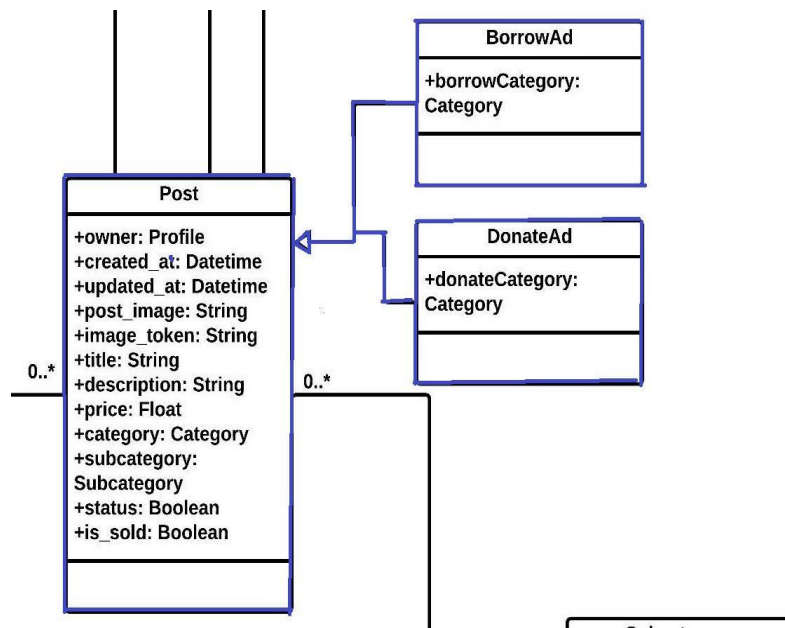 BorrowAd
+borrowCategory:
Category
Post
+owner: Profile
+created_at: Datetime
+updated_at: Datetime
+post_image: String
+image_token: String
+title: String
+description: String
+price: Float
+category: Category
+subcategory:
Subcategory
+status: Boolean
+is_sold: Boolean
DonateAd
+donateCategory:
Category
0..*
0..*